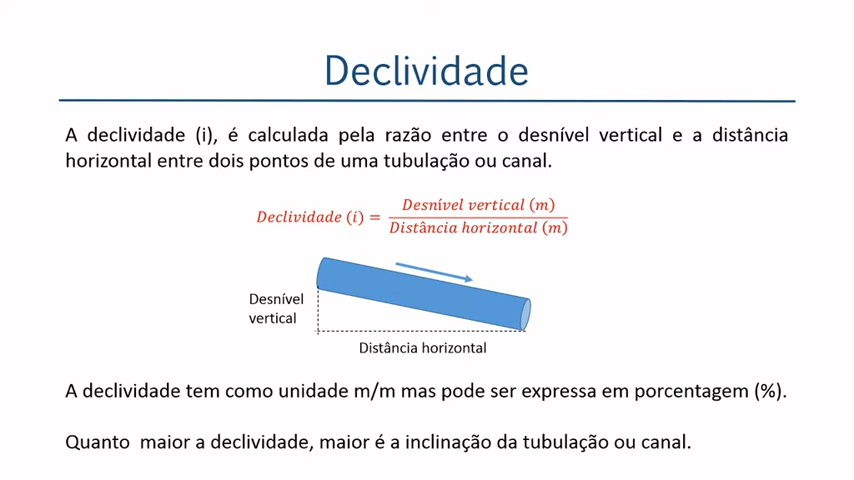 Declividade
A declividade (i), é calculada pela razão entre o desnível vertical e a distância
horizontal entre dois pontos de uma tubulação ou canal.
Declividade (i) = Desnível vertical (m) / Distância horizontal (m)
Desnível
vertical
Distância horizontal
A declividade tem como unidade m/m mas pode ser expressa em porcentagem (%).
Quanto maior a declividade, maior é a inclinação da tubulação ou canal.